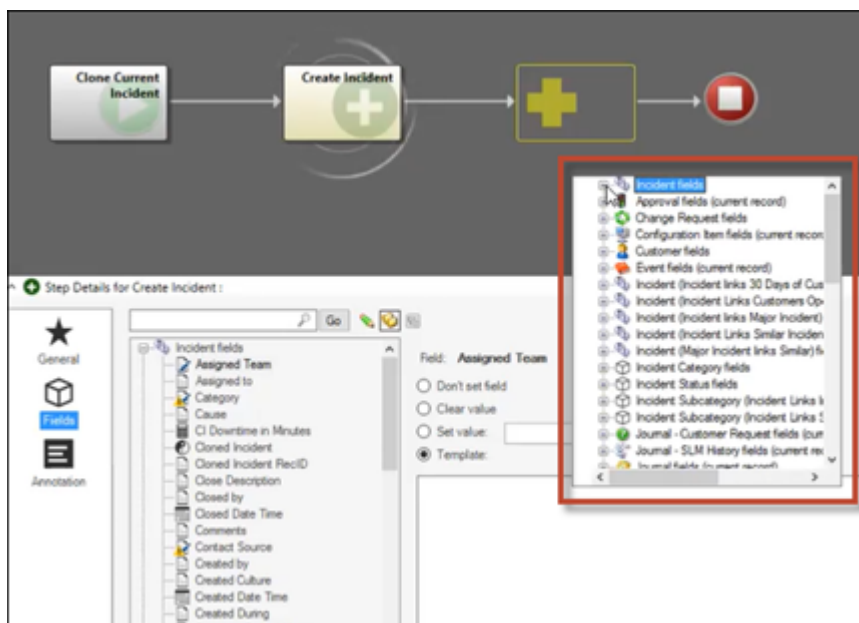 Clone Current
Incident
Create Incident
Incident fields
Approval fields (current record)
Change Request fields
Configuration Item fields (current recor
Customer fields
Event fields (current record)
Incident (Incident links 30 Days of Cus
Incident (Incident Links Customers Op
Incident (Incident links Major Incident)
Incident (Incident Links Similar Inciden
Incident (Major Incident links Similar) fi
Incident Category fields
Incident Status fields
Incident Subcategory (Incident Links I
Incident Subcategory (Incident Links S
Journal - Customer Request fields (curr
Journal - SLM History fields (current rec
Journal fields (current record)
Step Details for Create Incident :
General
Fields
Annotation
Go
Incident fields
Assigned Team
Assigned to
Category
Cause
CI Downtime in Minutes
Cloned Incident
Cloned Incident RecID
Close Description
Closed by
Closed Date Time
Comments
Contact Source
Created by
Created Culture
Created Date Time
Created During
Field: Assigned Team
Don't set field
Clear value
Set value:
Template: